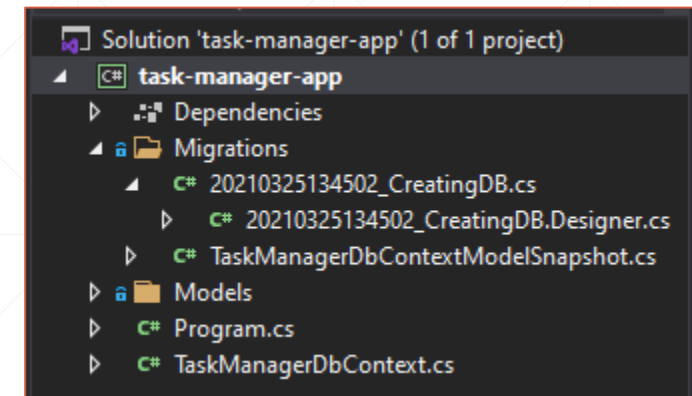 Solution 'task-manager-app' (1 of 1 project)
C# task-manager-app
Dependencies
Migrations
C# 20210325134502_CreatingDB.cs
C# 20210325134502_CreatingDB.Designer.cs
C# TaskManagerDbContextModelSnapshot.cs
Models
C# Program.cs
C# TaskManagerDbContext.cs